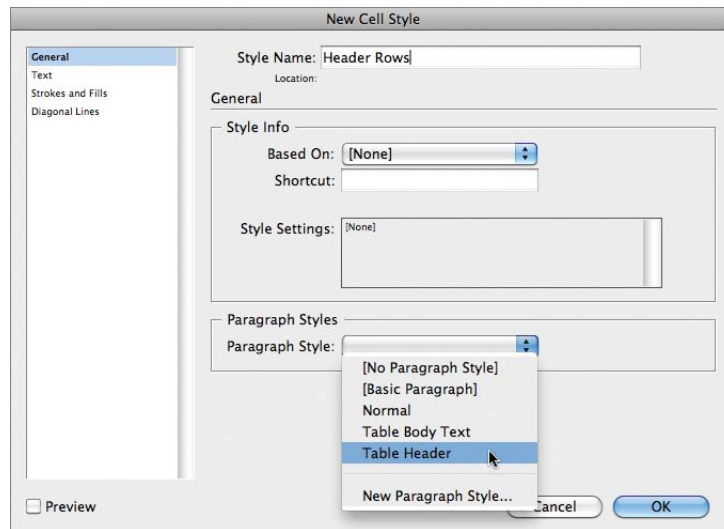 New Cell Style
General
Text
Strokes and Fills
Diagonal Lines
Style Name: Header Rows
Location:
General
Style Info
Based On: [None]
Shortcut:
Style Settings: [None]
Paragraph Styles
Paragraph Style:
[No Paragraph Style]
[Basic Paragraph]
Normal
Table Body Text
Table Header
New Paragraph Style...
Preview
Cancel
OK